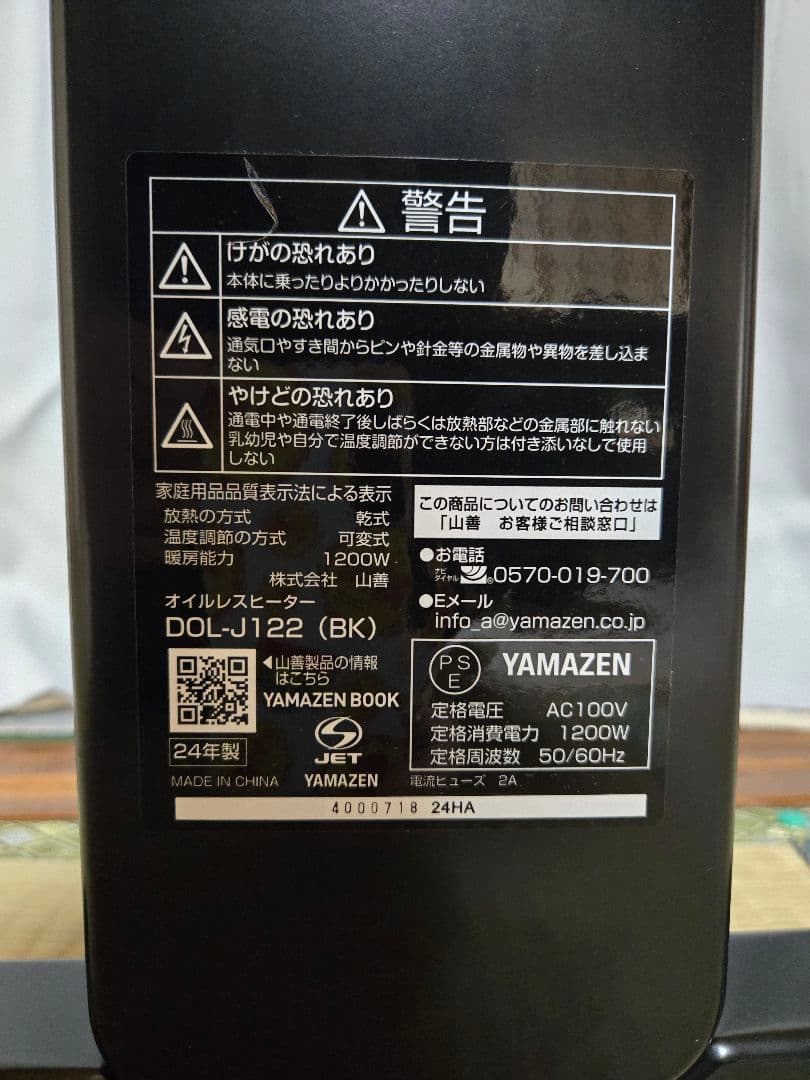 警告
けがの恐れあり
本体に乗ったりよりかかったりしない
感電の恐れあり
通気口やすき間からピンや針金等の金属物や異物を差し込ま
ない
やけどの恐れあり
通電中や通電終了後しばらくは放熱部などの金属部に触れない
乳幼児や自分で温度調節ができない方は付き添いなしで使用
しない
家庭用品品質表示法による表示
放熱の方式 乾式
温度調節の方式 可変式
暖房能力 1200W
株式会社 山善
オイルレスヒーター
DOL-J122（BK）
◀山善製品の情報
はこちら
YAMAZEN BOOK
24年製
JET
MADE IN CHINA YAMAZEN
この商品についてのお問い合わせは
「山善 お客様ご相談窓口」
●お電話
ナビ
ダイヤル 0570-019-700
●Eメール
info_a@yamazen.co.jp
PSE YAMAZEN
定格電圧 AC100V
定格消費電力 1200W
定格周波数 50/60Hz
電流ヒューズ 2A
4000718 24HA